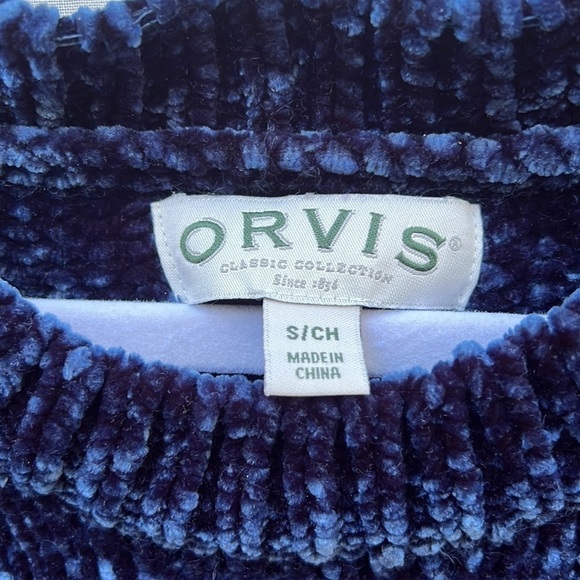 ORVIS®
CLASSIC COLLECTION
Since 1856
S/CH
MADE IN
CHINA